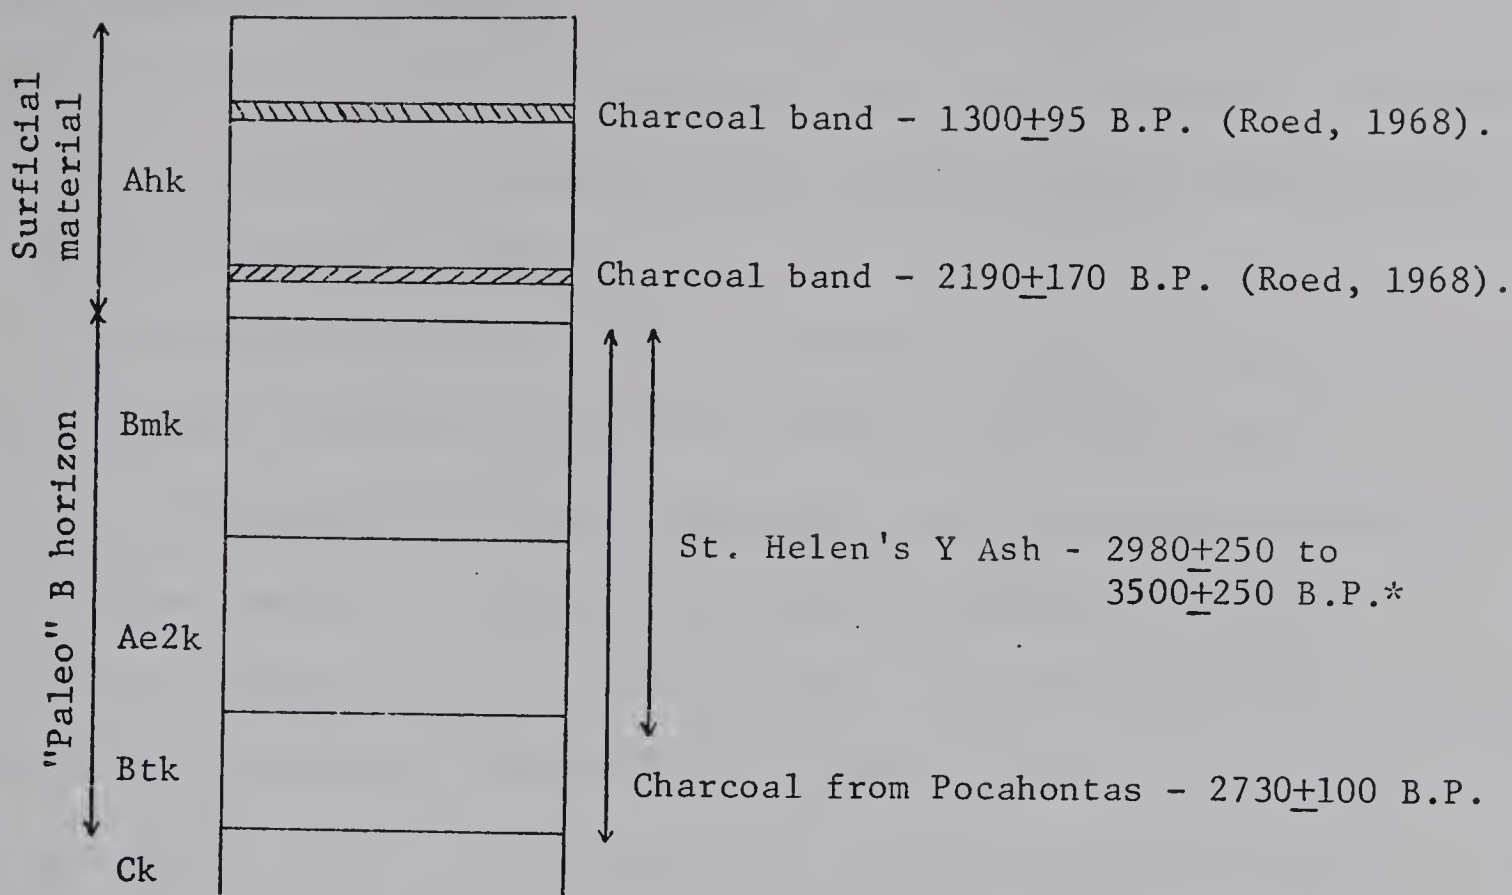 Surficial
material
Charcoal band - 1300±95 B.P. (Roed, 1968).
Ahk
Charcoal band - 2190±170 B.P. (Roed, 1968).
"Paleo" B horizon
Bmk
St. Helen's Y Ash - 2980±250 to
3500±250 B.P.*
Ae2k
Btk
Charcoal from Pocahontas - 2730±100 B.P.
Ck